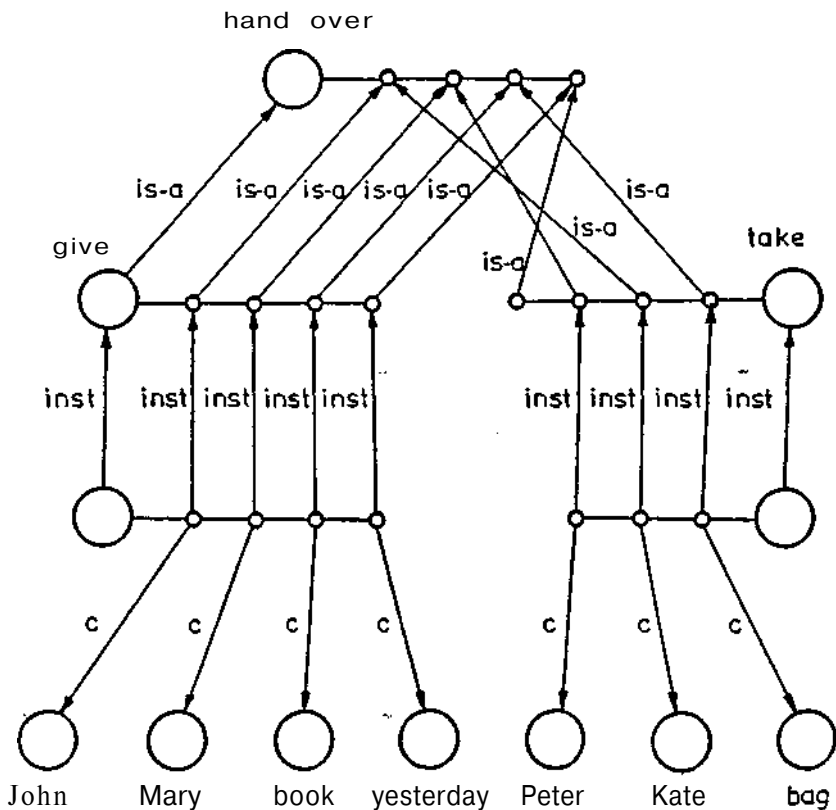 hand over
is-a is-a is-a is-a is-a is-a
is-a
give is-a take
inst inst inst inst inst inst inst inst inst
c c c c c c c
John Mary book yesterday Peter Kate bag